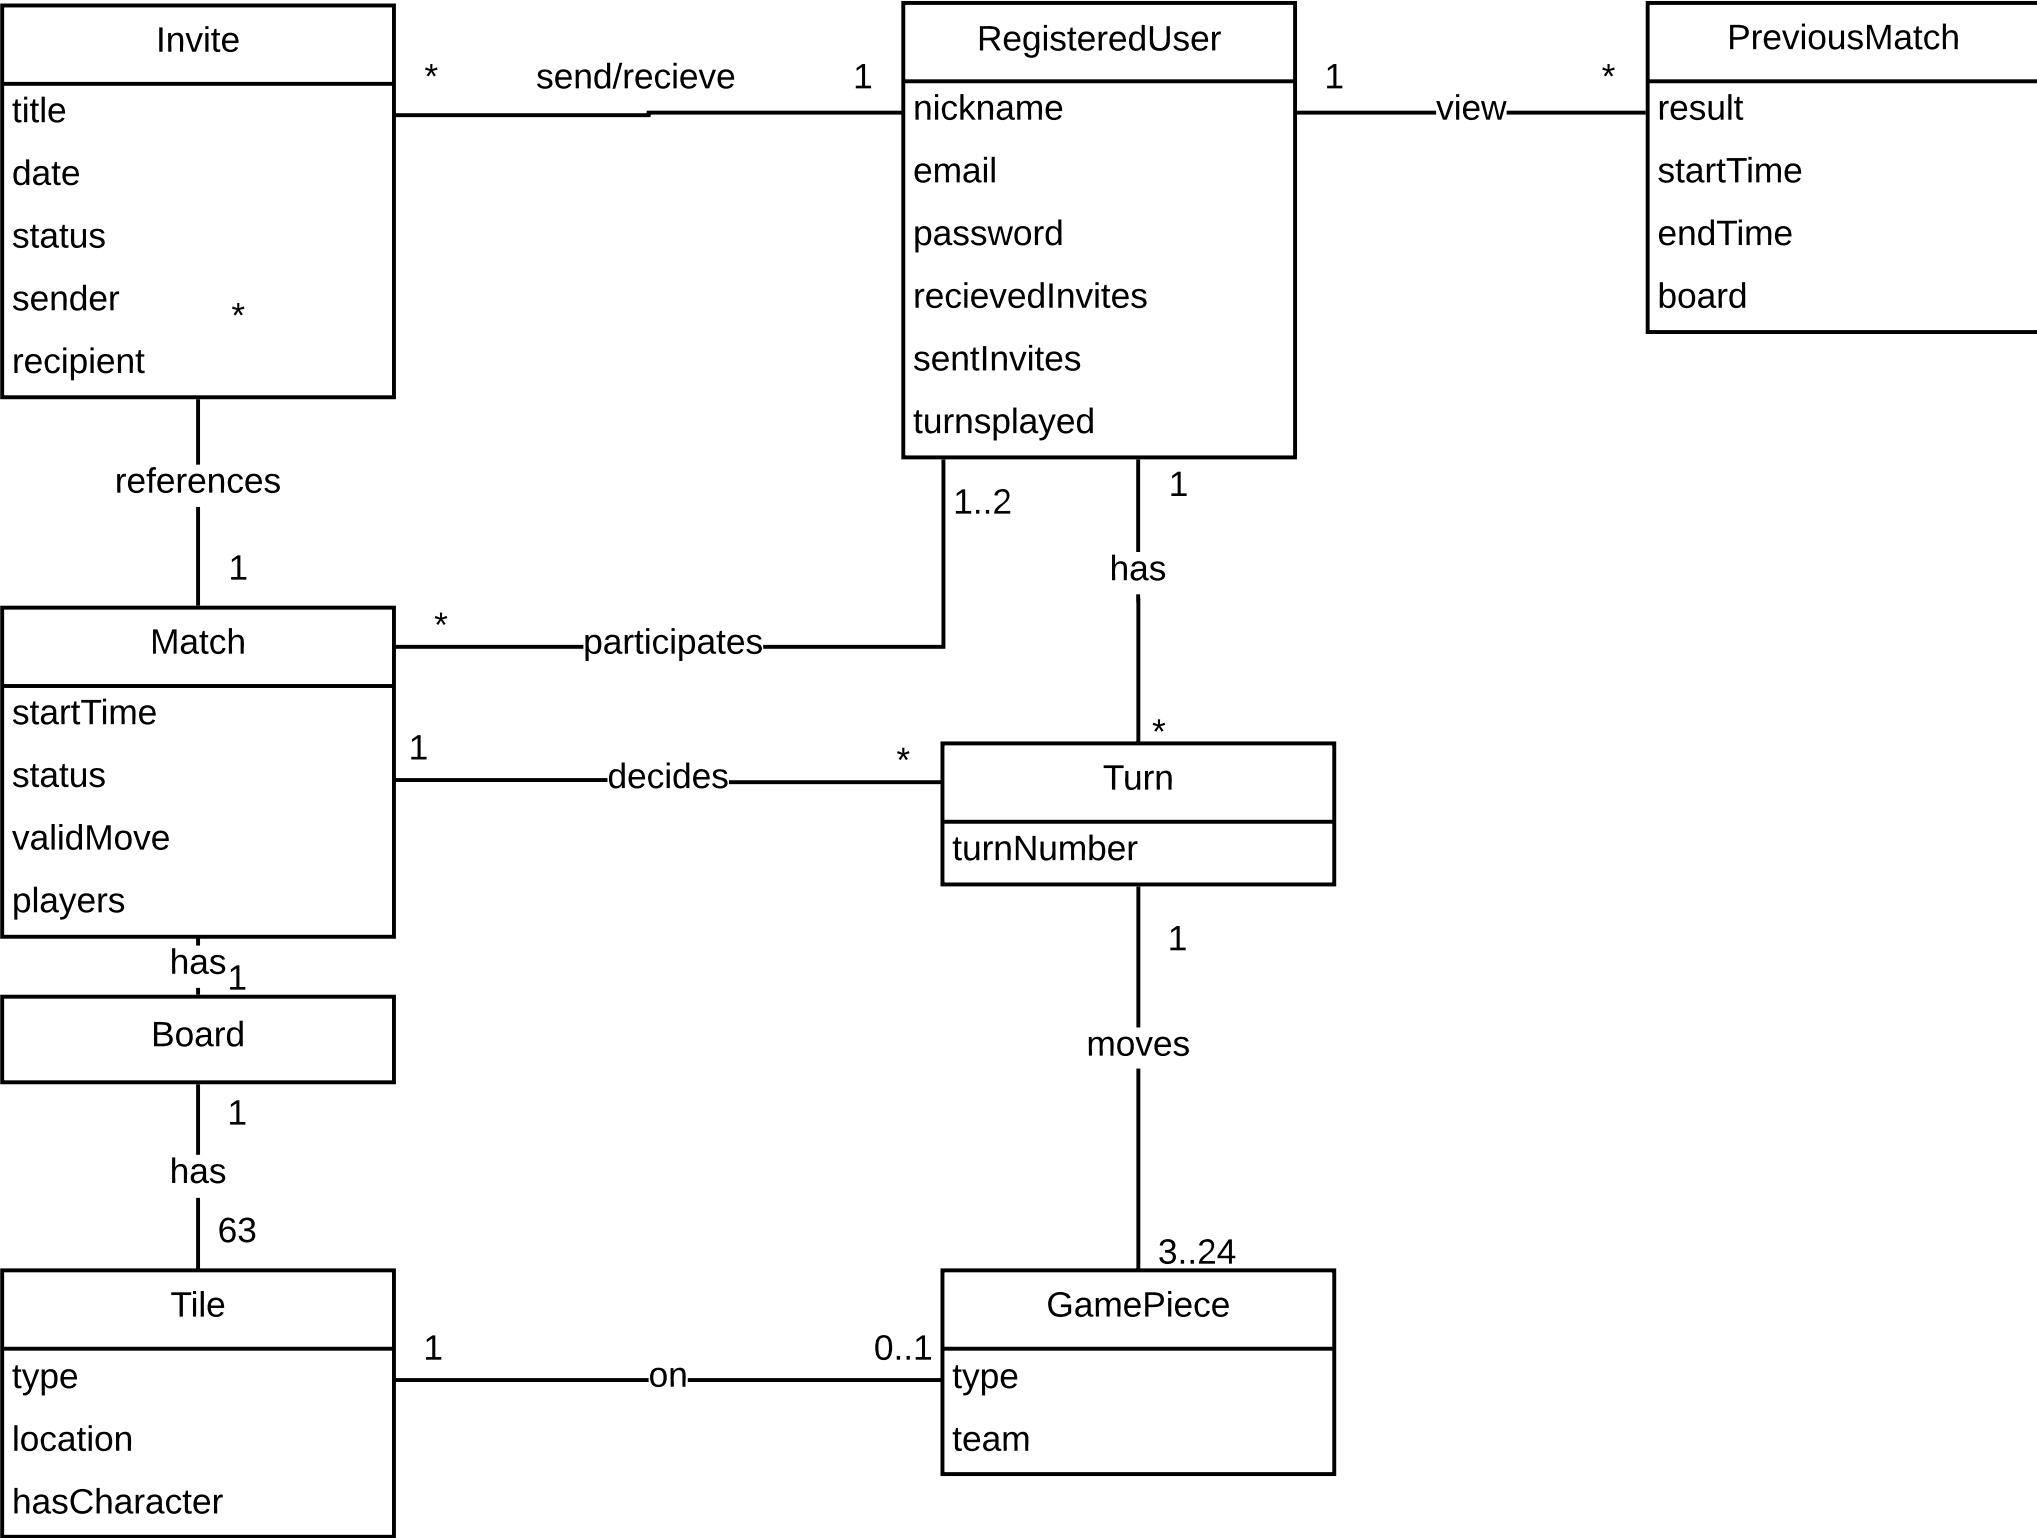 Invite
title
date
status
sender
*
recipient
* send/recieve 1
RegisteredUser
nickname
email
password
recievedInvites
sentInvites
turnsplayed
1 view *
PreviousMatch
result
startTime
endTime
board
references
1
1..2
* participates
1
has
*
Match
startTime
status
validMove
players
1 decides *
Turn
turnNumber
has 1
Board
1
has
63
1
moves
3..24
Tile
type
location
hasCharacter
1 on 0..1
GamePiece
type
team